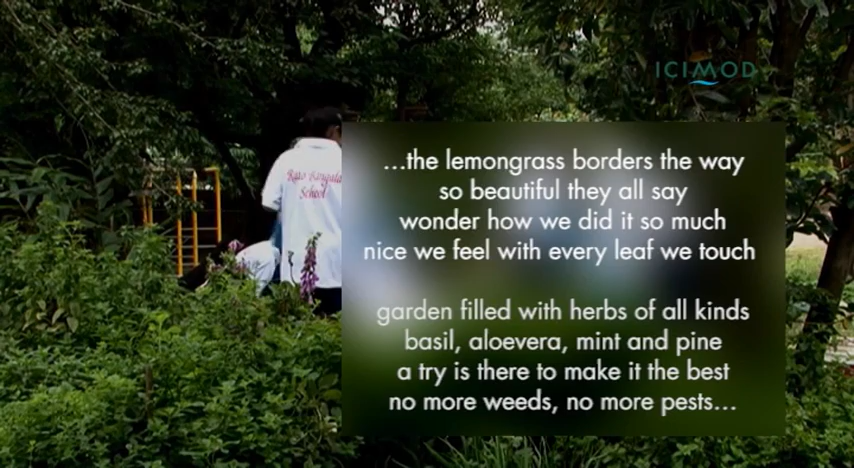 ICIMOD
...the lemongrass borders the way
so beautiful they all say
wonder how we did it so much
nice we feel with every leaf we touch
garden filled with herbs of all kinds
basil, aloevera, mint and pine
a try is there to make it the best
no more weeds, no more pests...
School